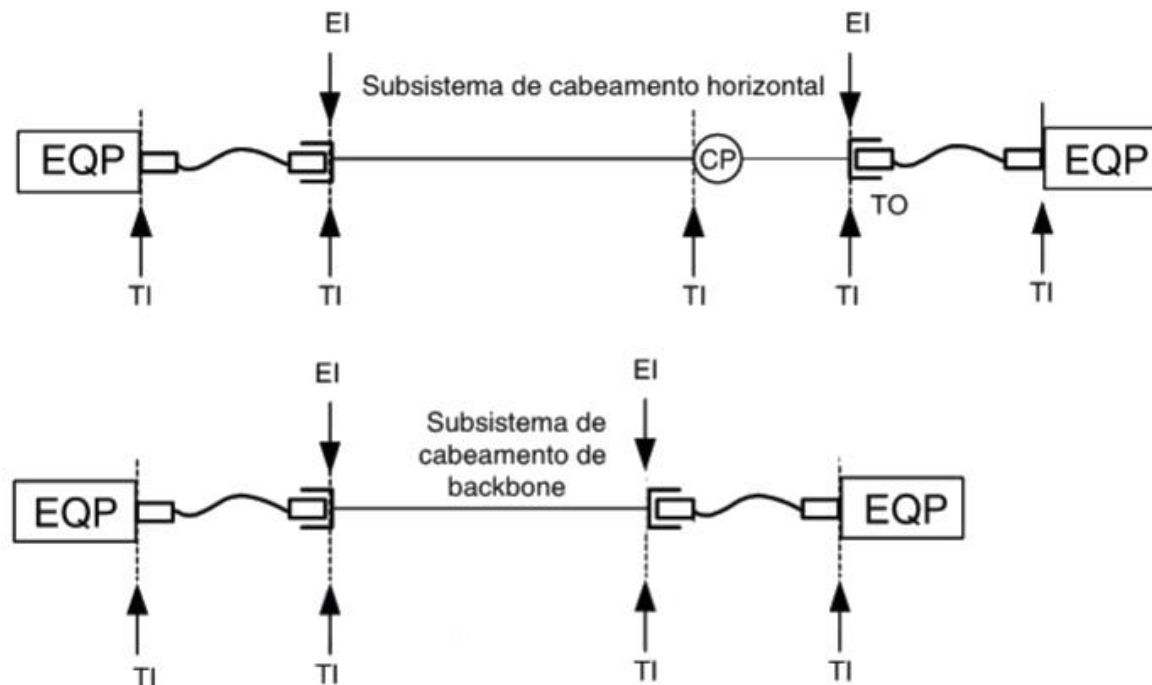 EI EI
Subsistema de cabeamento horizontal
EQP CP EQP
TO
TI TI TI TI TI
EI EI
Subsistema de
cabeamento de
backbone
EQP EQP
TI TI TI TI